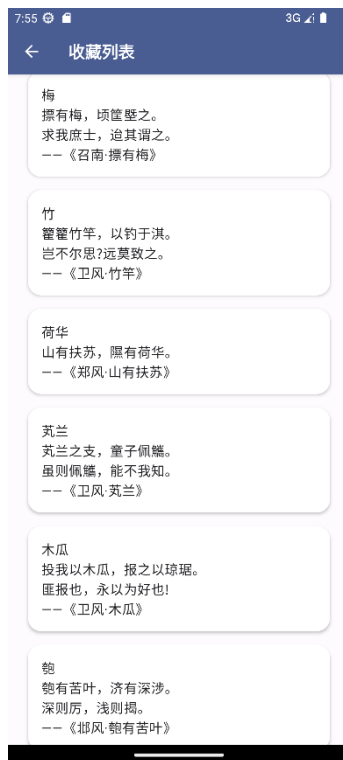 7:55
3G
收藏列表
梅
摽有梅，顷筐塈之。
求我庶士，迨其谓之。
——《召南·摽有梅》
竹
籊籊竹竿，以钓于淇。
岂不尔思?远莫致之。
——《卫风·竹竿》
荷华
山有扶苏，隰有荷华。
——《郑风·山有扶苏》
芄兰
芄兰之支，童子佩觿。
虽则佩觿，能不我知。
——《卫风·芄兰》
木瓜
投我以木瓜，报之以琼琚。
匪报也，永以为好也!
——《卫风·木瓜》
匏
匏有苦叶，济有深涉。
深则厉，浅则揭。
——《邶风·匏有苦叶》